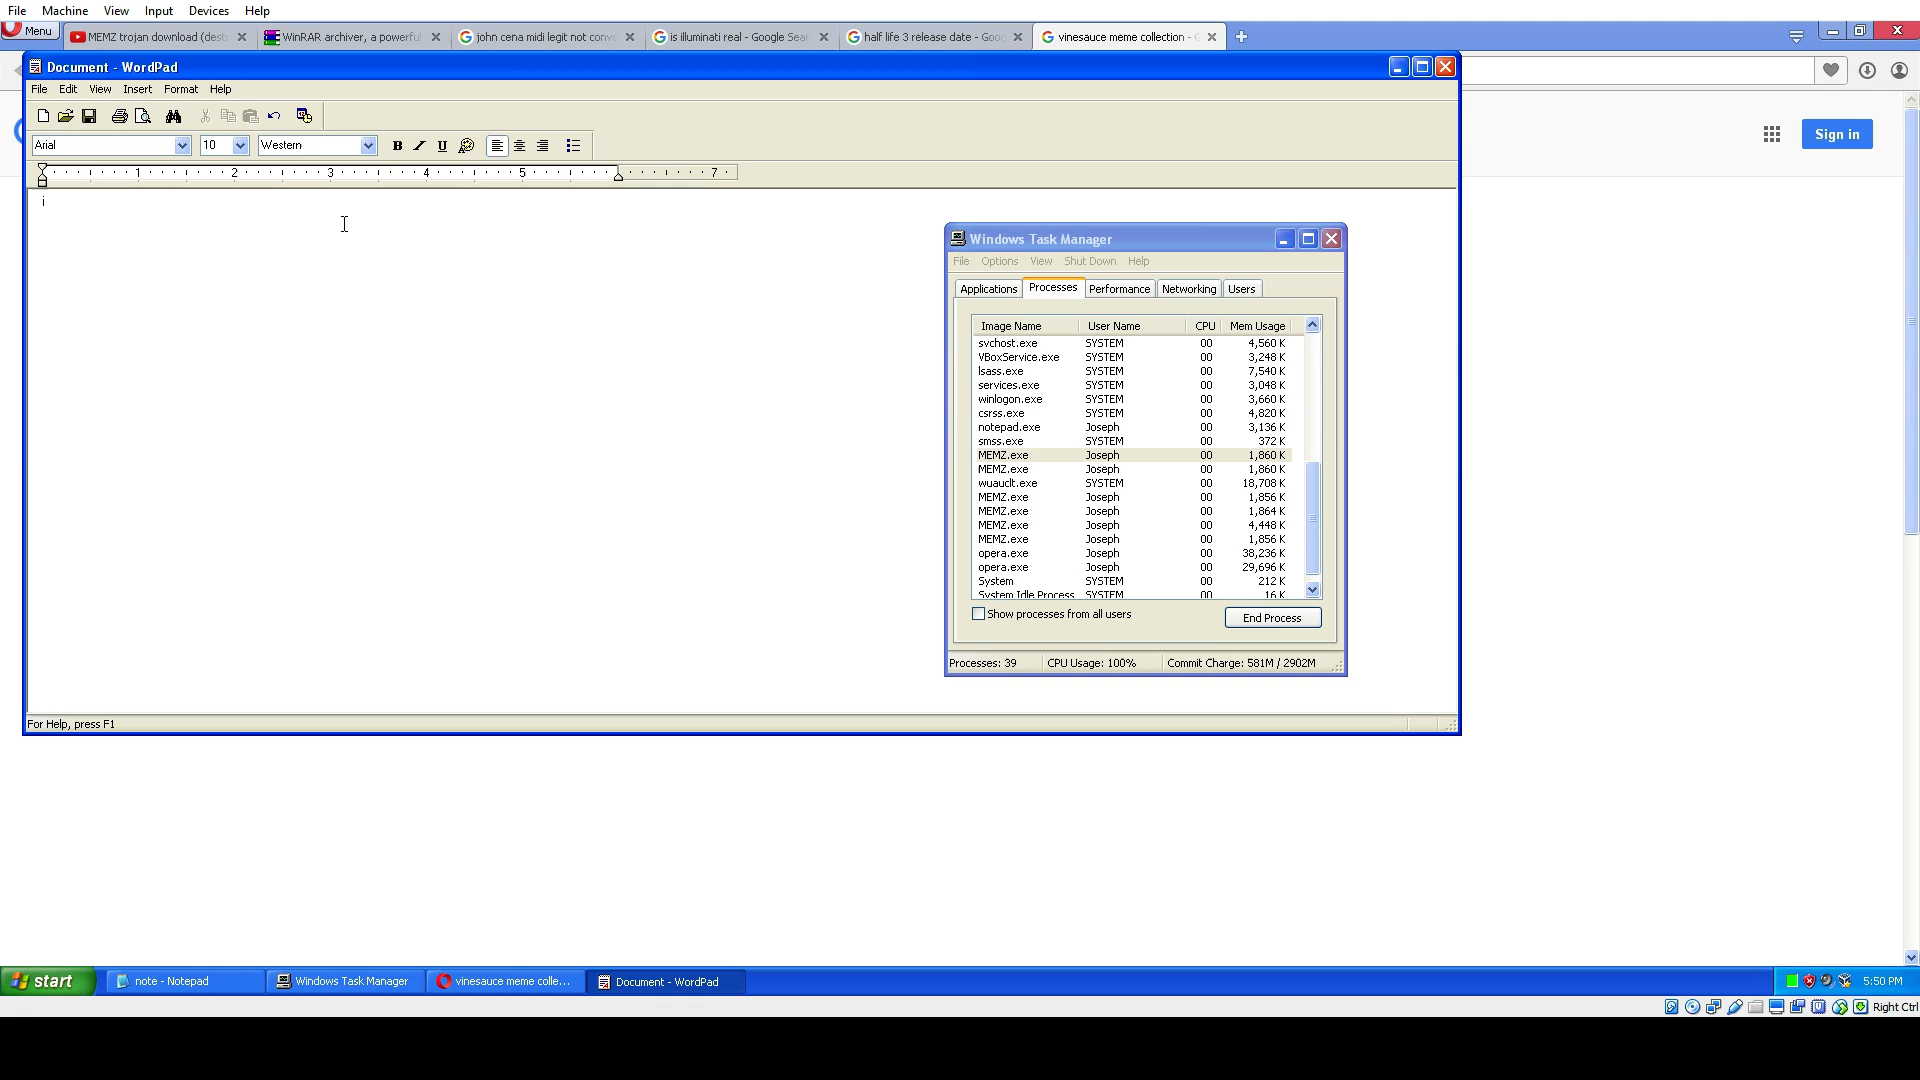 File Machine View Input Devices Help
Menu
MEMZ trojan download (dest
WinRAR archiver, a powerful
john cena midi legit not conve
is illuminati real - Google Sea
half life 3 release date - Goog
vinesauce meme collection - G
Document - WordPad
File Edit View Insert Format Help
Arial 10 Western
Sign in
1 2 3 4 5 7
i
Windows Task Manager
File Options View Shut Down Help
Applications Processes Performance Networking Users
Image Name User Name CPU Mem Usage
svchost.exe SYSTEM 00 4,560 K
VBoxService.exe SYSTEM 00 3,248 K
lsass.exe SYSTEM 00 7,540 K
services.exe SYSTEM 00 3,048 K
winlogon.exe SYSTEM 00 3,660 K
csrss.exe SYSTEM 00 4,820 K
notepad.exe Joseph 00 3,136 K
smss.exe SYSTEM 00 372 K
MEMZ.exe Joseph 00 1,860 K
MEMZ.exe Joseph 00 1,860 K
wuauclt.exe SYSTEM 00 18,708 K
MEMZ.exe Joseph 00 1,856 K
MEMZ.exe Joseph 00 1,864 K
MEMZ.exe Joseph 00 4,448 K
MEMZ.exe Joseph 00 1,856 K
opera.exe Joseph 00 38,236 K
opera.exe Joseph 00 29,696 K
System SYSTEM 00 212 K
System Idle Process SYSTEM 00 16 K
Show processes from all users
End Process
Processes: 39 CPU Usage: 100% Commit Charge: 581M / 2902M
For Help, press F1
start
note - Notepad
Windows Task Manager
vinesauce meme colle...
Document - WordPad
5:50 PM
Right Ctrl